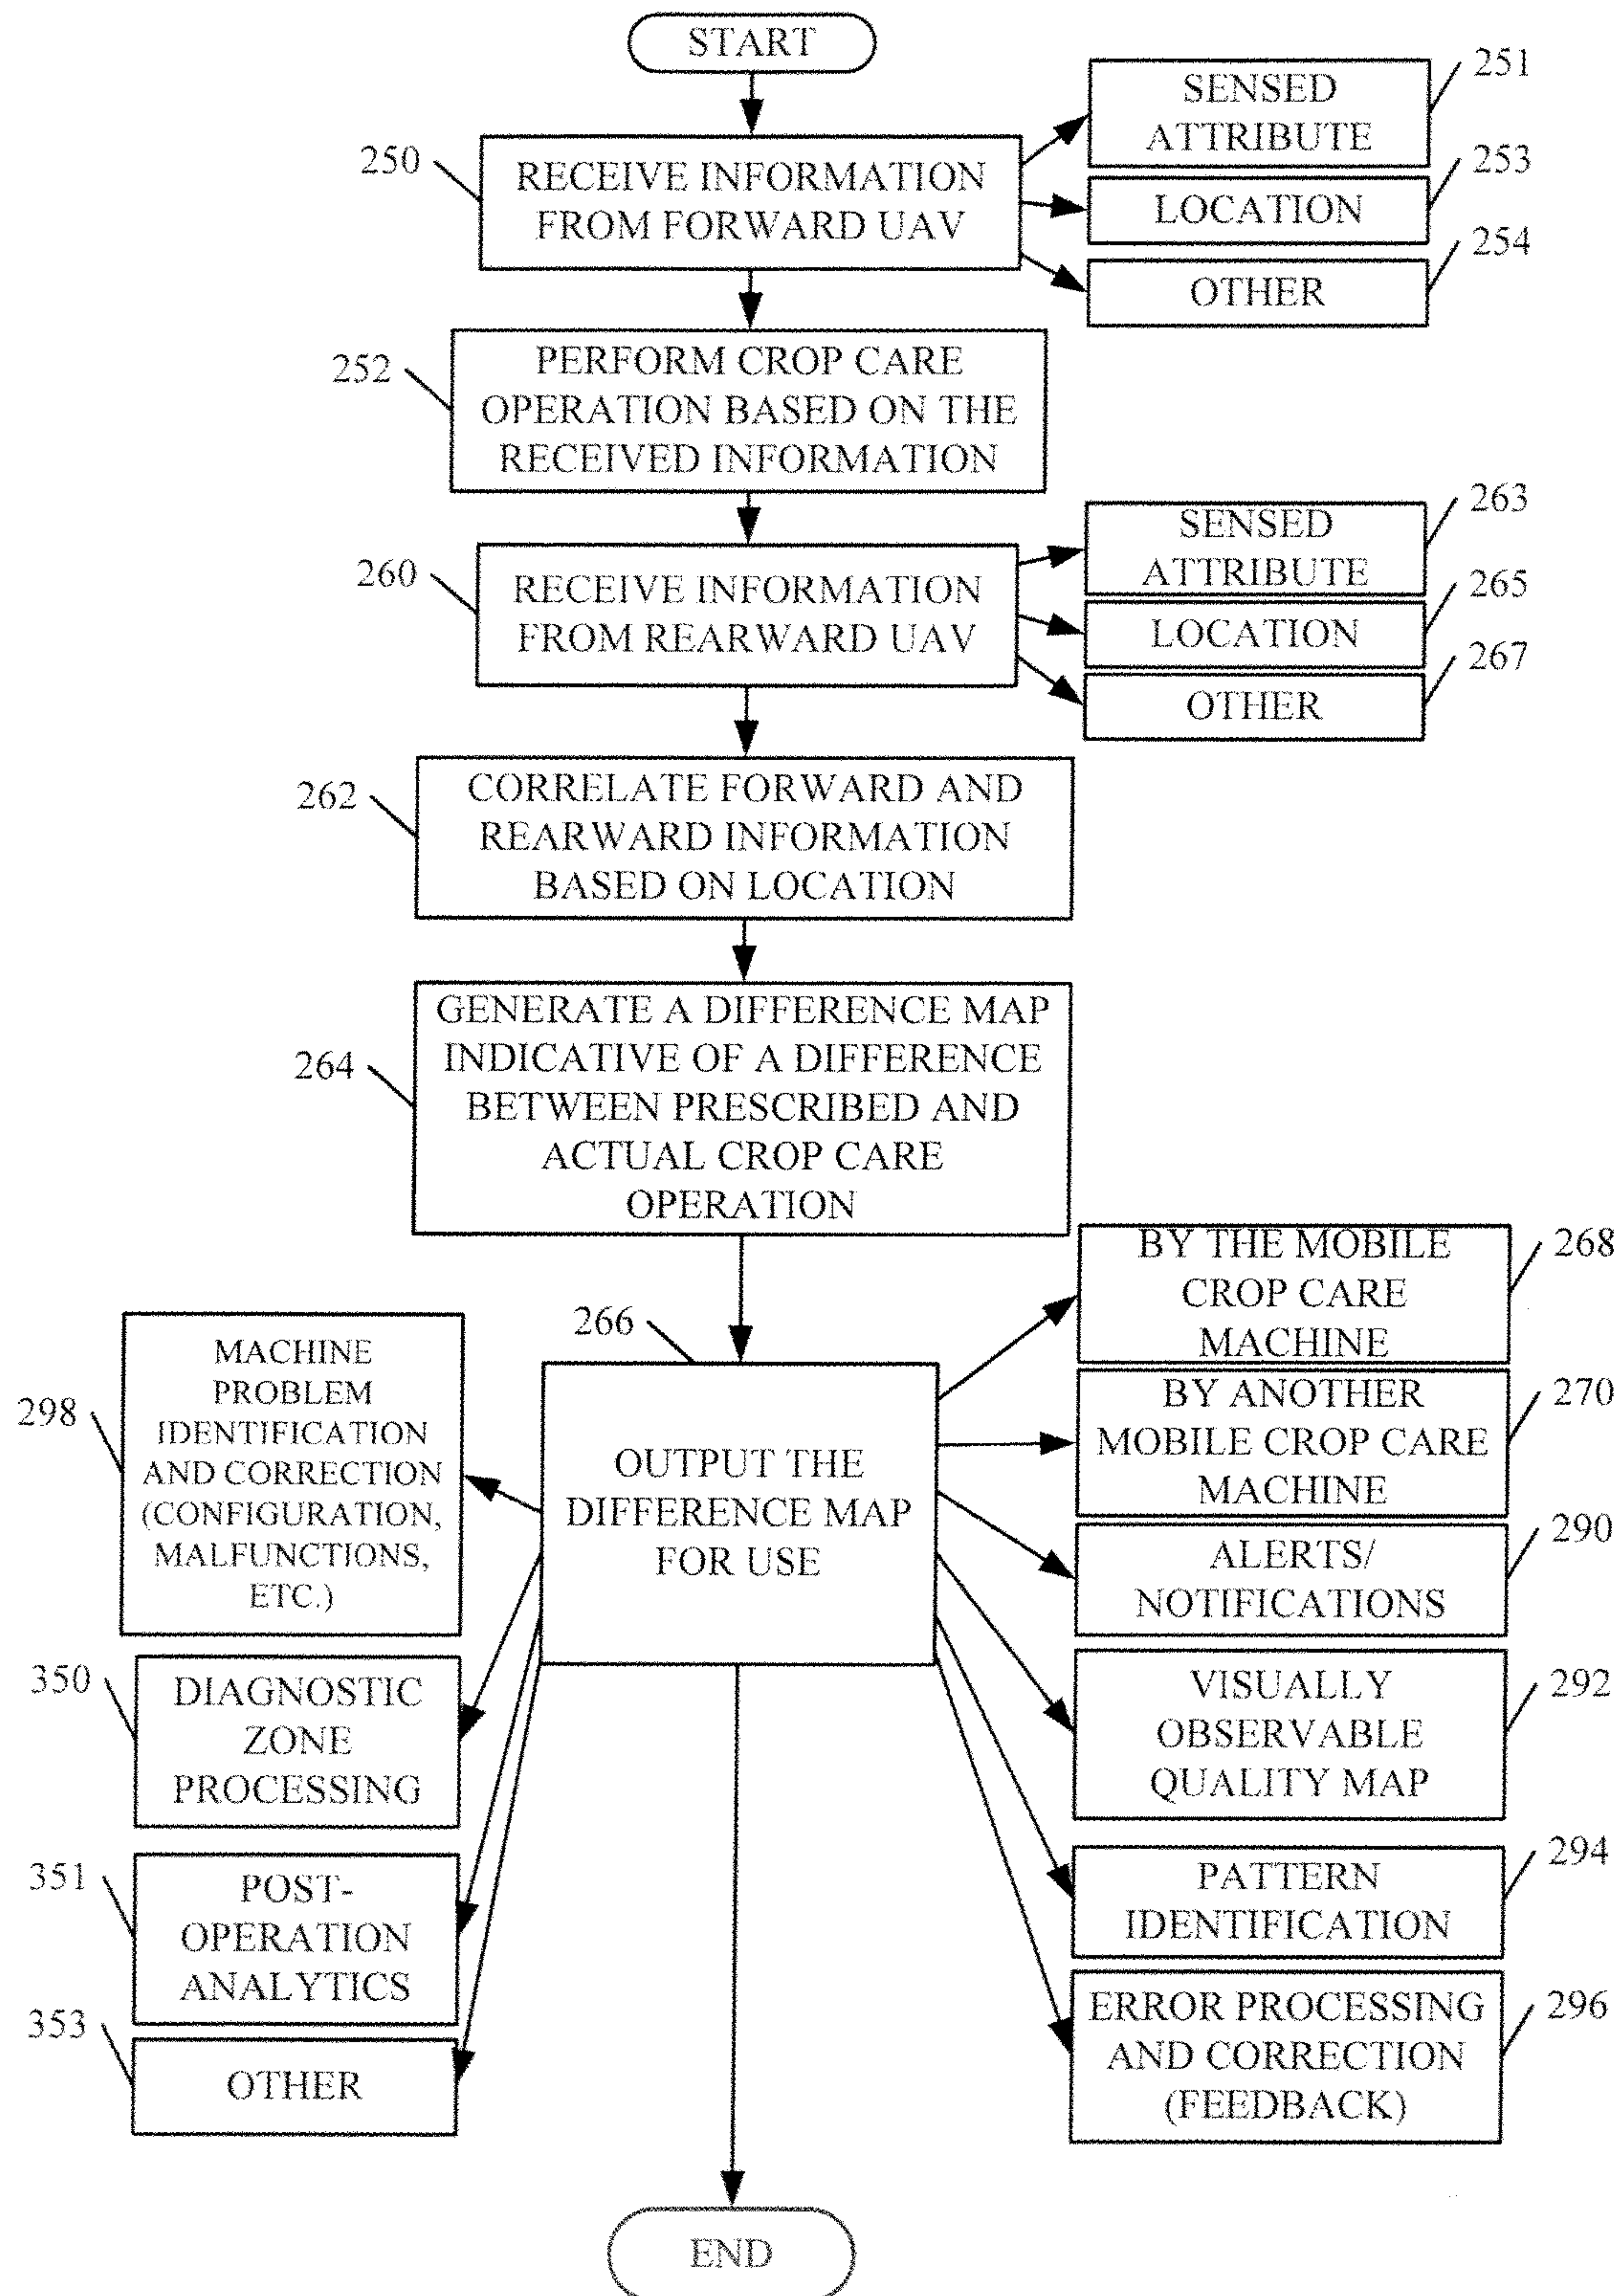 START
250
RECEIVE INFORMATION
FROM FORWARD UAV
SENSED
ATTRIBUTE
251
LOCATION
253
OTHER
254
252
PERFORM CROP CARE
OPERATION BASED ON THE
RECEIVED INFORMATION
260
RECEIVE INFORMATION
FROM REARWARD UAV
SENSED
ATTRIBUTE
263
LOCATION
265
OTHER
267
262
CORRELATE FORWARD AND
REARWARD INFORMATION
BASED ON LOCATION
264
GENERATE A DIFFERENCE MAP
INDICATIVE OF A DIFFERENCE
BETWEEN PRESCRIBED AND
ACTUAL CROP CARE
OPERATION
266
OUTPUT THE
DIFFERENCE MAP
FOR USE
BY THE MOBILE
CROP CARE
MACHINE
268
BY ANOTHER
MOBILE CROP CARE
MACHINE
270
ALERTS/
NOTIFICATIONS
290
VISUALLY
OBSERVABLE
QUALITY MAP
292
PATTERN
IDENTIFICATION
294
ERROR PROCESSING
AND CORRECTION
(FEEDBACK)
296
298
MACHINE
PROBLEM
IDENTIFICATION
AND CORRECTION
(CONFIGURATION,
MALFUNCTIONS,
ETC.)
350
DIAGNOSTIC
ZONE
PROCESSING
351
POST-
OPERATION
ANALYTICS
353
OTHER
END